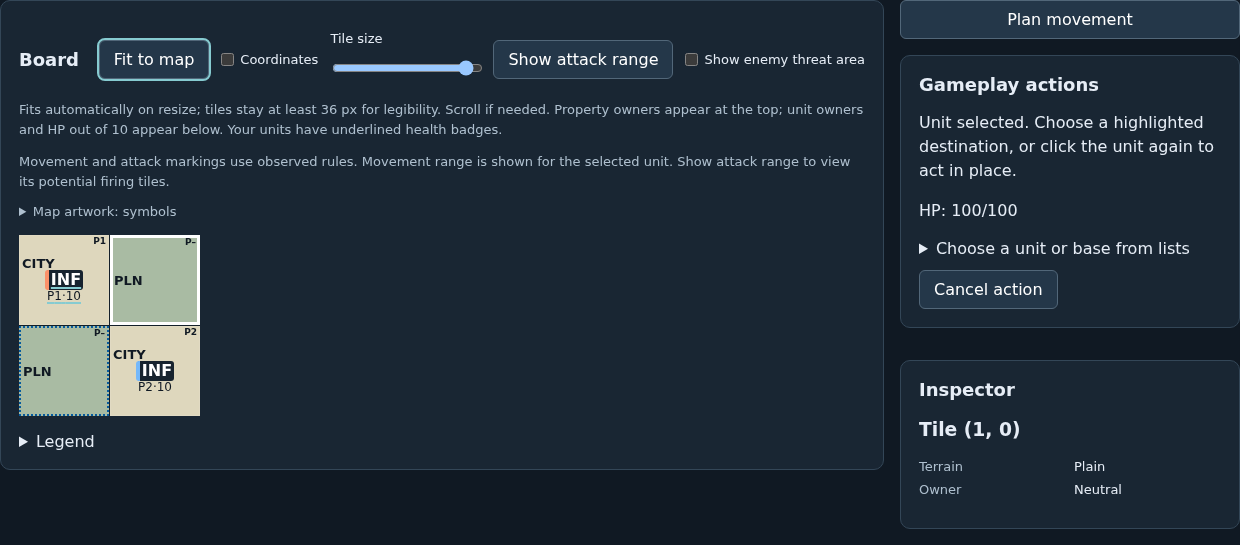 Board
Fit to map
Coordinates
Tile size
Show attack range
Show enemy threat area
Fits automatically on resize; tiles stay at least 36 px for legibility. Scroll if needed. Property owners appear at the top; unit owners
and HP out of 10 appear below. Your units have underlined health badges.
Movement and attack markings use observed rules. Movement range is shown for the selected unit. Show attack range to view
its potential firing tiles.
Map artwork: symbols
P1
CITY
INF
P1·10
P–
PLN
P–
PLN
P2
CITY
INF
P2·10
Legend
Plan movement
Gameplay actions
Unit selected. Choose a highlighted
destination, or click the unit again to
act in place.
HP: 100/100
Choose a unit or base from lists
Cancel action
Inspector
Tile (1, 0)
Terrain Plain
Owner Neutral